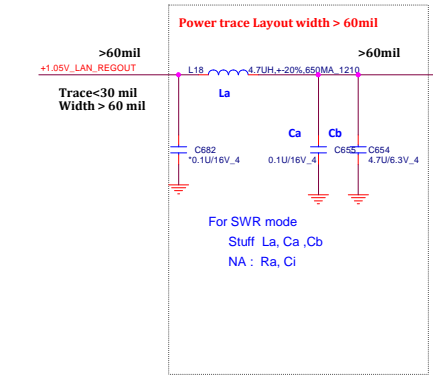 Power trace Layout width > 60mil
>60mil
>60mil
+1.05V_LAN_REGOUT
L18
4.7UH,+-20%,650MA_1210
Trace<30 mil
Width > 60 mil
La
Ca
Cb
C682
*0.1U/16V_4
C655
0.1U/16V_4
C654
4.7U/6.3V_4
For SWR mode
Stuff La, Ca ,Cb
NA : Ra, Ci